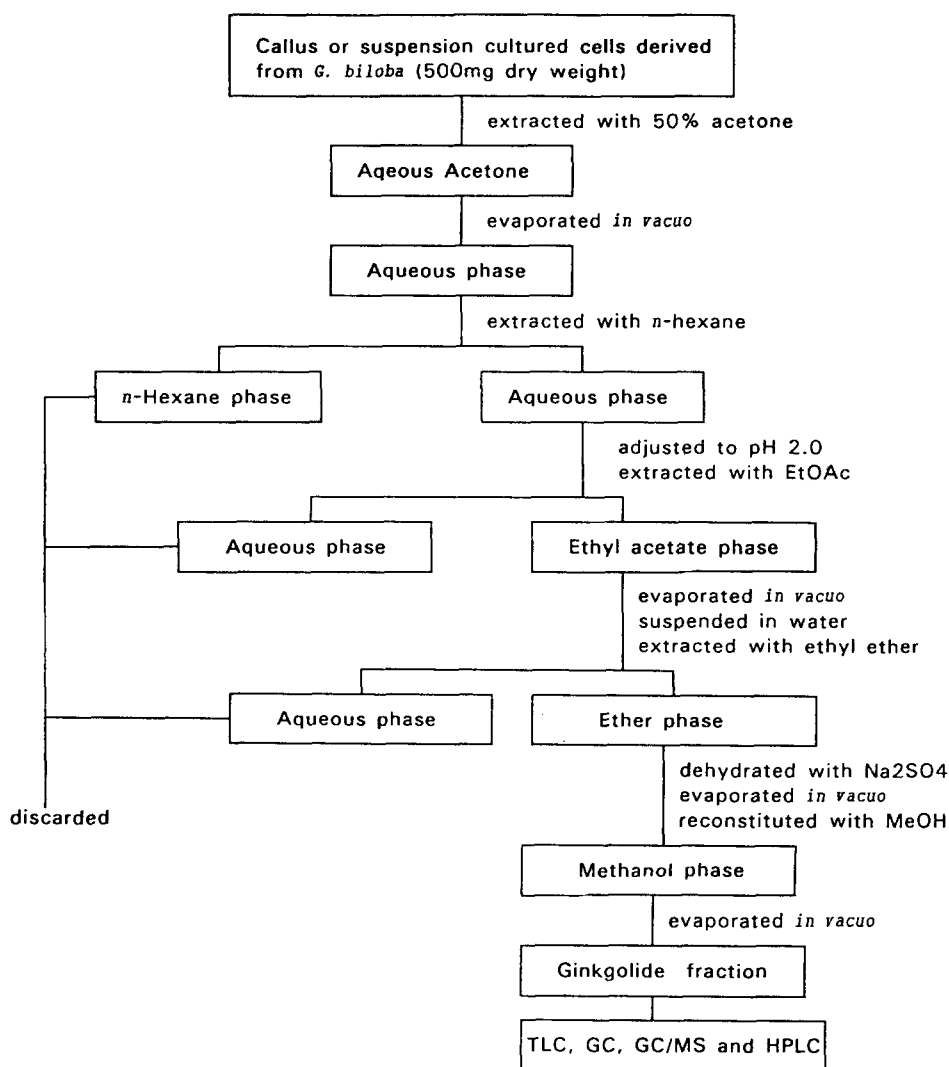 Callus or suspension cultured cells derived
from G. biloba (500mg dry weight)
extracted with 50% acetone
Aqeous Acetone
evaporated in vacuo
Aqueous phase
extracted with n-hexane
n-Hexane phase
Aqueous phase
adjusted to pH 2.0
extracted with EtOAc
Aqueous phase
Ethyl acetate phase
evaporated in vacuo
suspended in water
extracted with ethyl ether
Aqueous phase
Ether phase
dehydrated with Na2SO4
evaporated in vacuo
reconstituted with MeOH
discarded
Methanol phase
evaporated in vacuo
Ginkgolide fraction
TLC, GC, GC/MS and HPLC